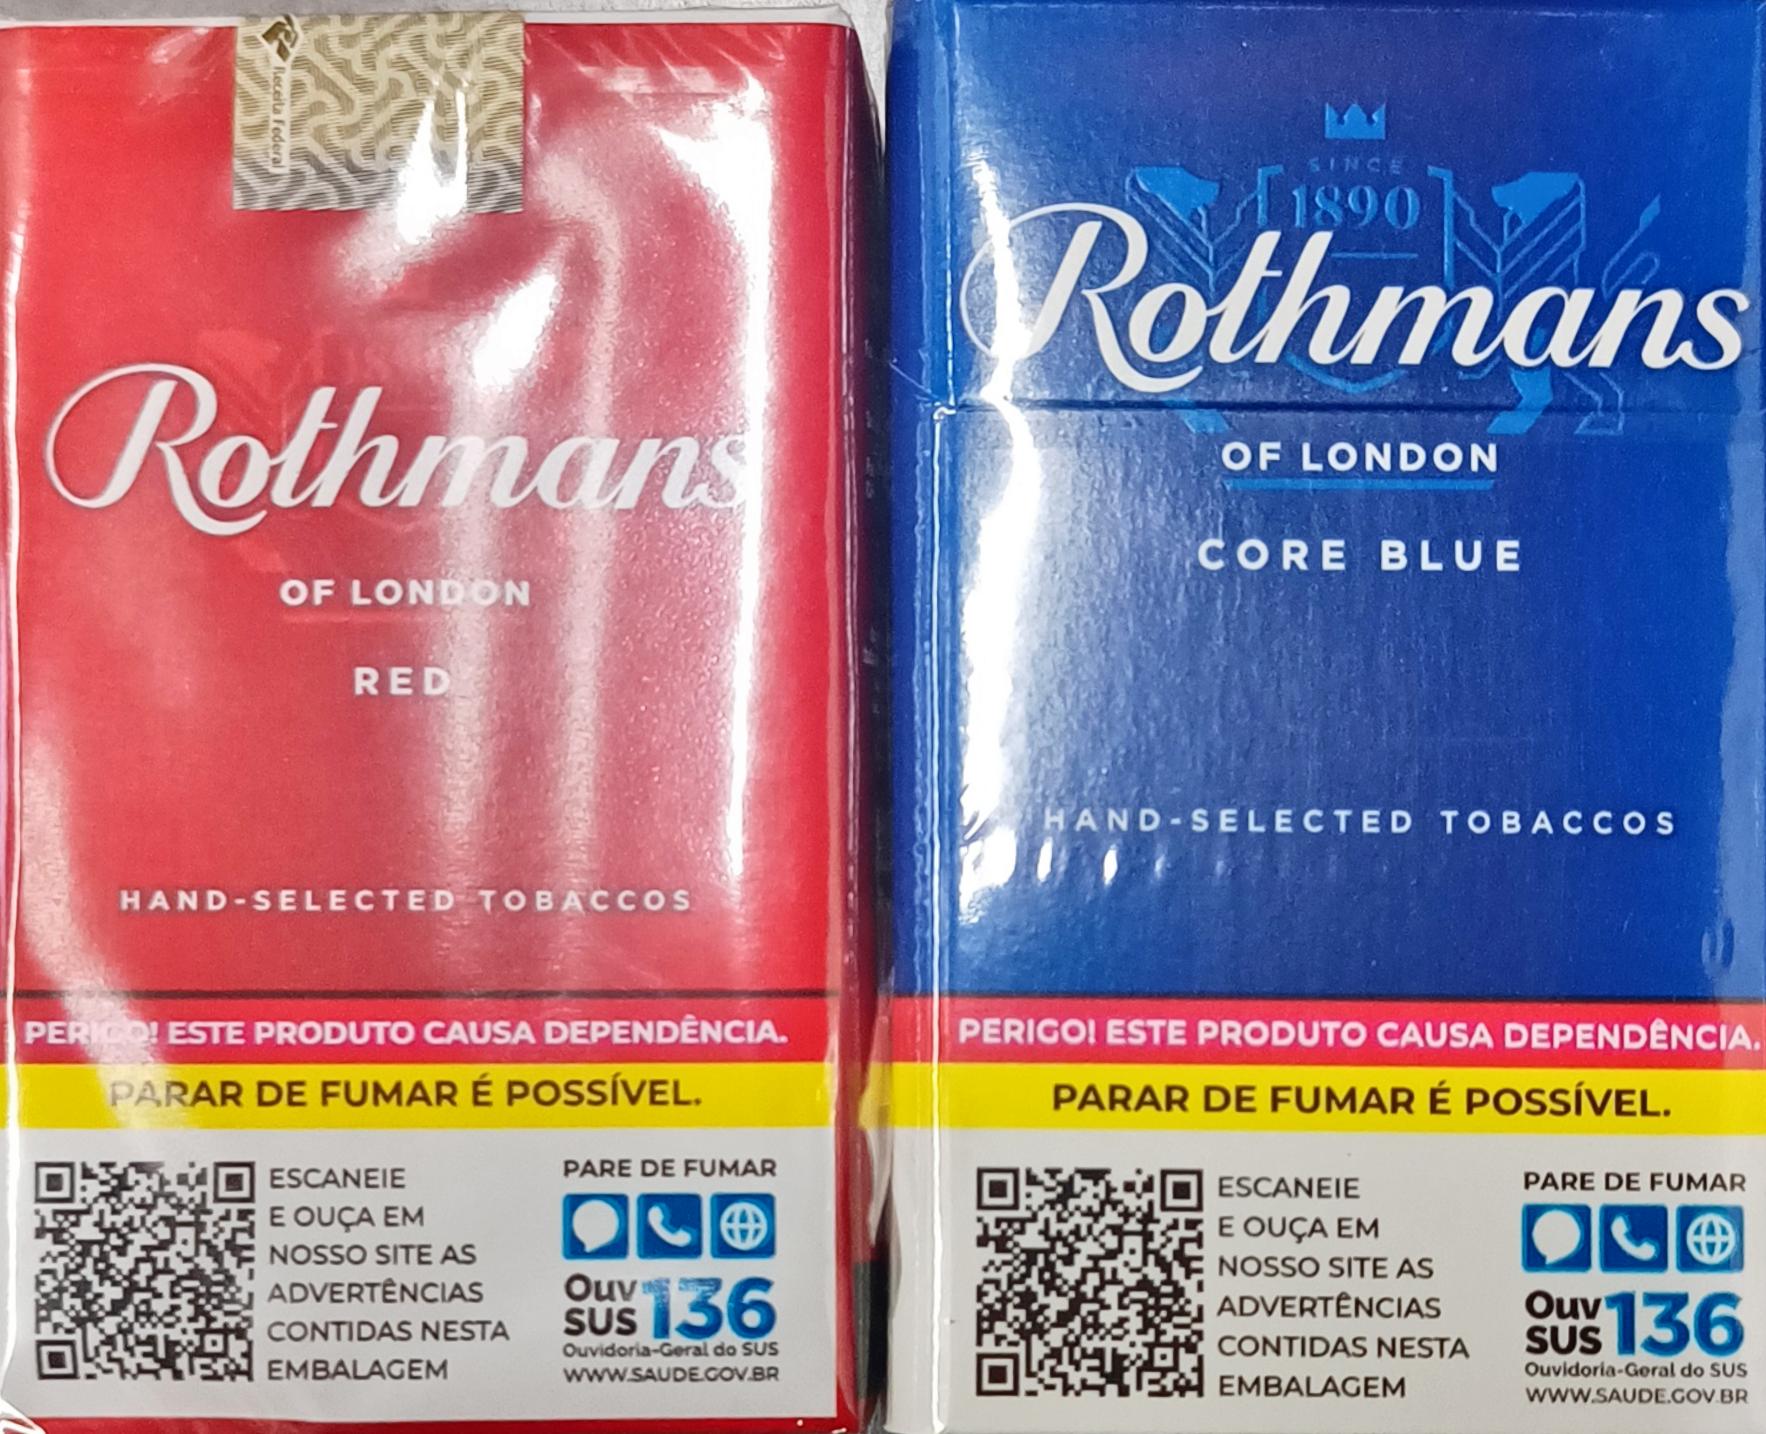 Receita Federal
Rothmans
OF LONDON
RED
HAND-SELECTED TOBACCOS
PERIGO! ESTE PRODUTO CAUSA DEPENDÊNCIA.
PARAR DE FUMAR É POSSÍVEL.
ESCANEIE
E OUÇA EM
NOSSO SITE AS
ADVERTÊNCIAS
CONTIDAS NESTA
EMBALAGEM
PARE DE FUMAR
Ouv
SUS 136
Ouvidoria-Geral do SUS
WWW.SAUDE.GOV.BR
SINCE
1890
Rothmans
OF LONDON
CORE BLUE
HAND-SELECTED TOBACCOS
PERIGO! ESTE PRODUTO CAUSA DEPENDÊNCIA.
PARAR DE FUMAR É POSSÍVEL.
ESCANEIE
E OUÇA EM
NOSSO SITE AS
ADVERTÊNCIAS
CONTIDAS NESTA
EMBALAGEM
PARE DE FUMAR
Ouv
SUS 136
Ouvidoria-Geral do SUS
WWW.SAUDE.GOV.BR